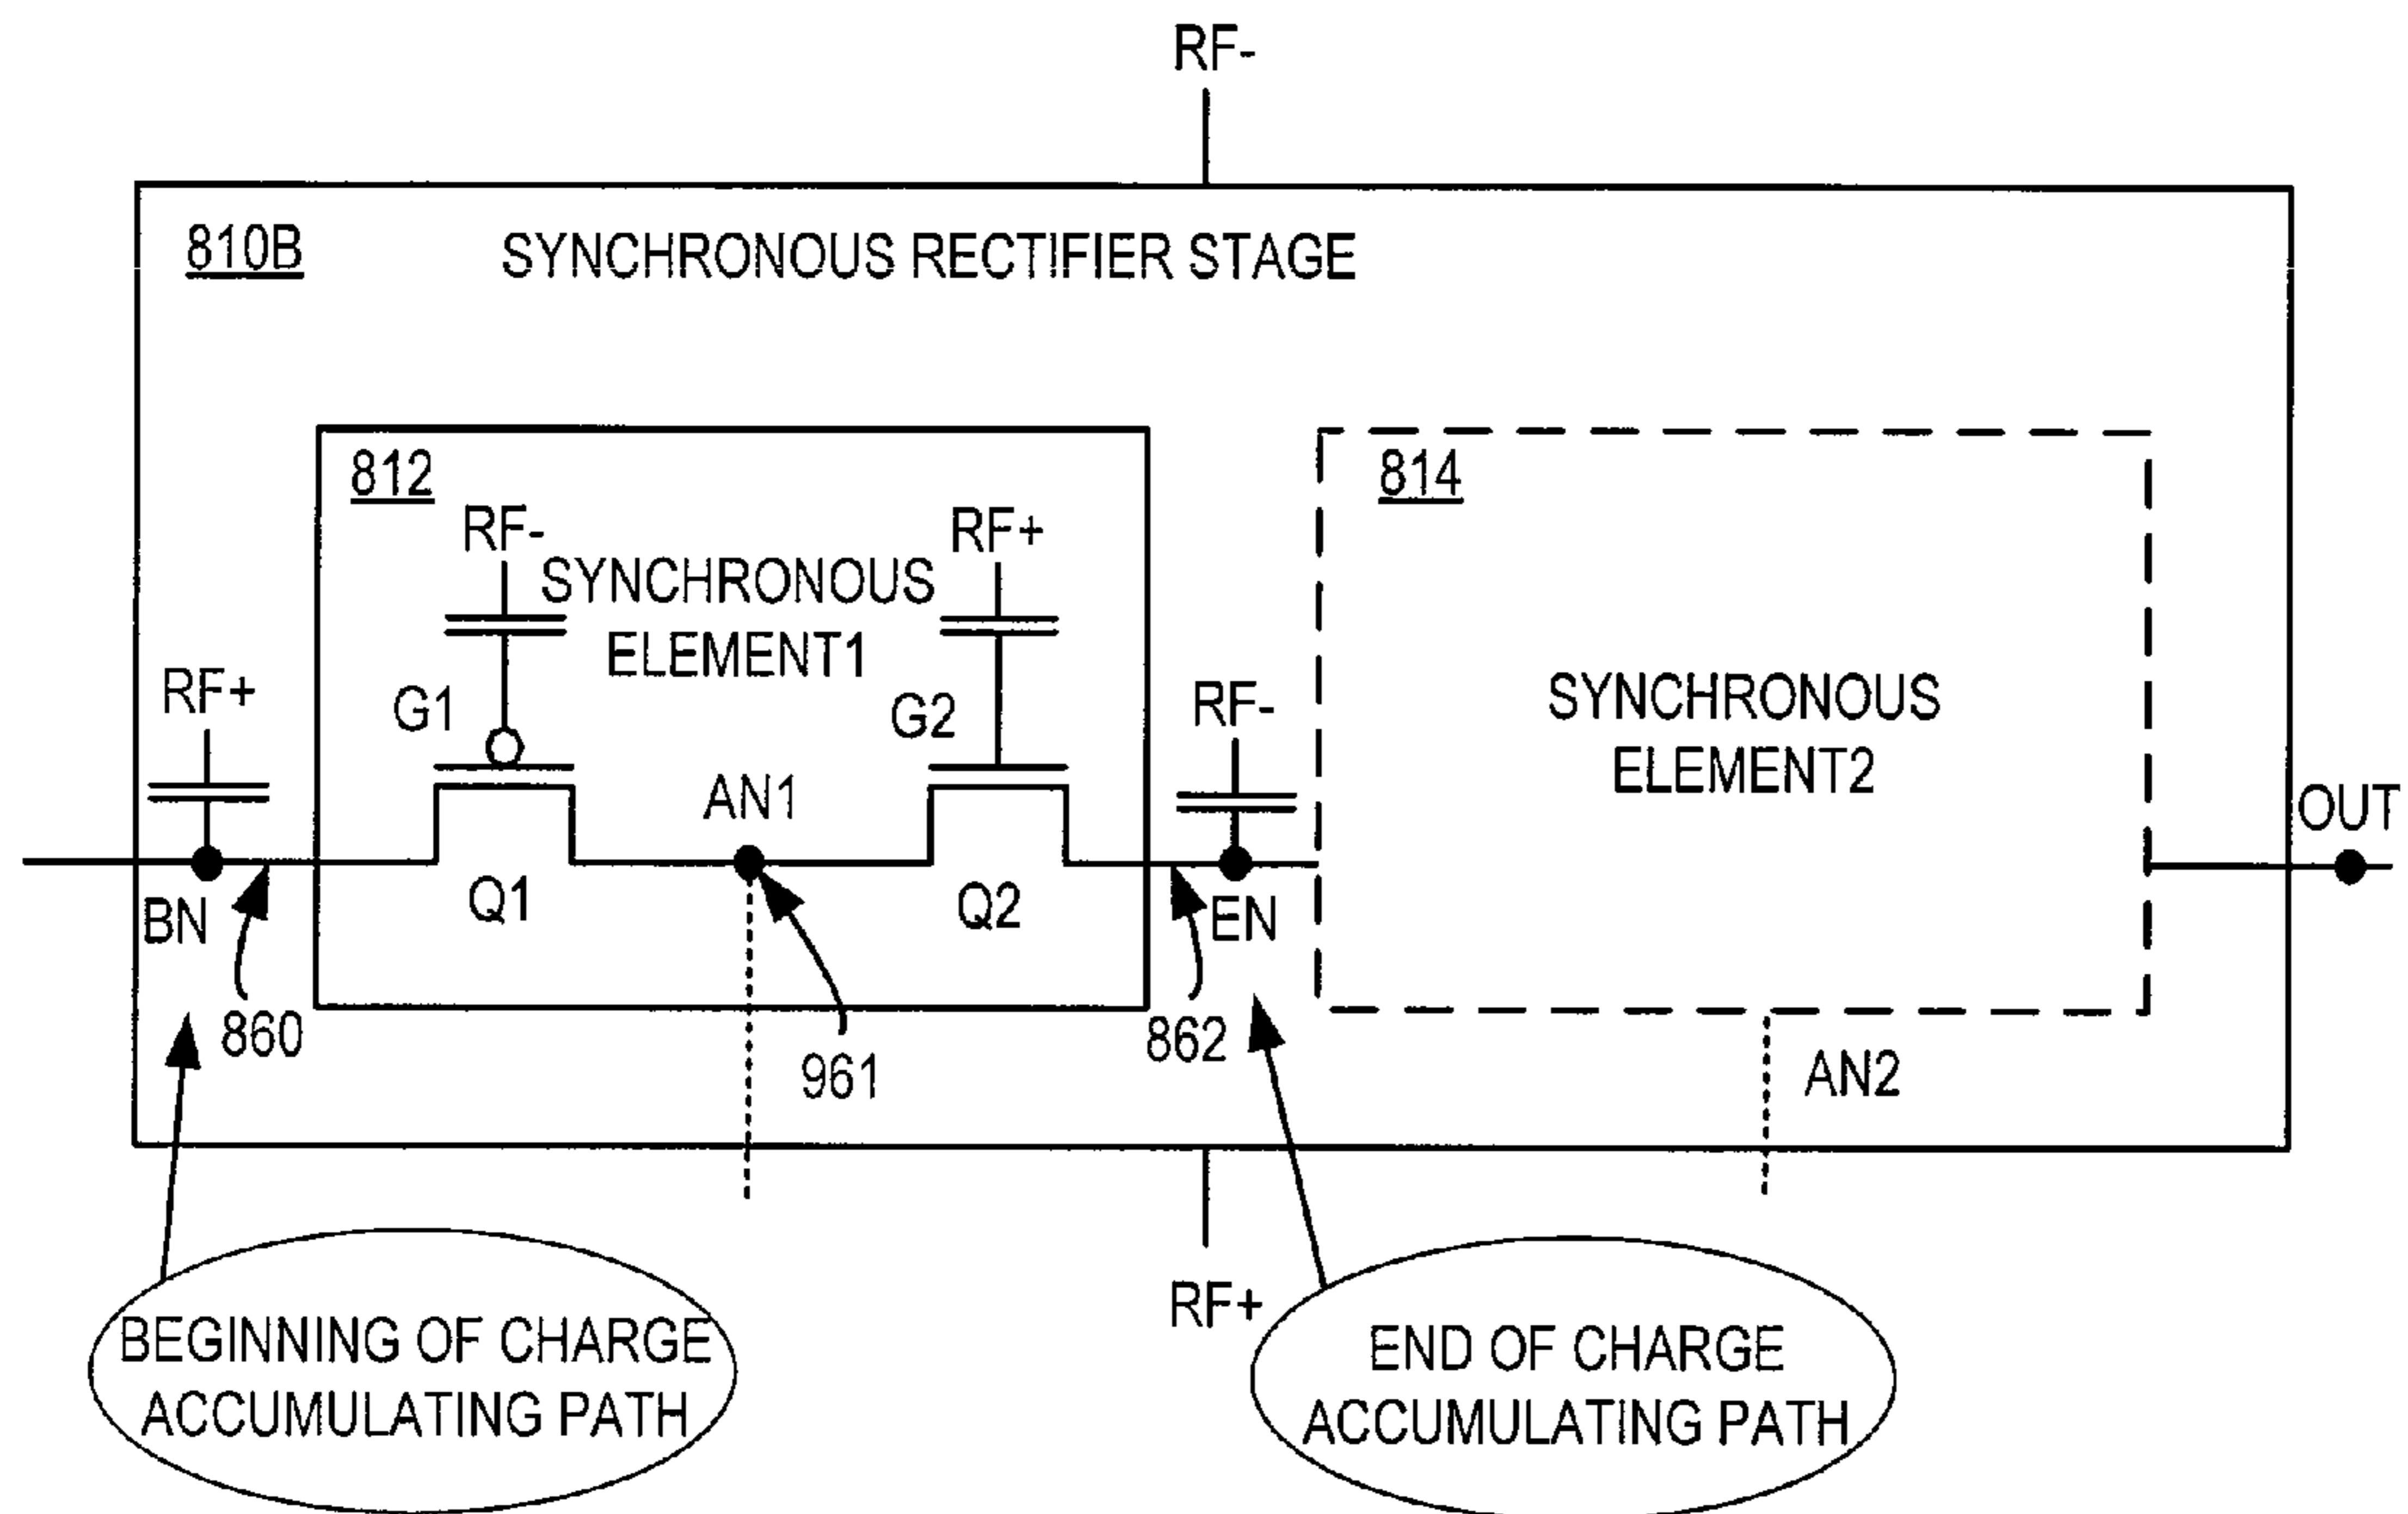 RF-
810B
SYNCHRONOUS RECTIFIER STAGE
812
814
RF-
RF+
SYNCHRONOUS
ELEMENT1
RF+
G1
G2
RF-
SYNCHRONOUS
ELEMENT2
AN1
OUT
BN
Q1
Q2
EN
860
961
862
AN2
RF+
BEGINNING OF CHARGE
ACCUMULATING PATH
END OF CHARGE
ACCUMULATING PATH